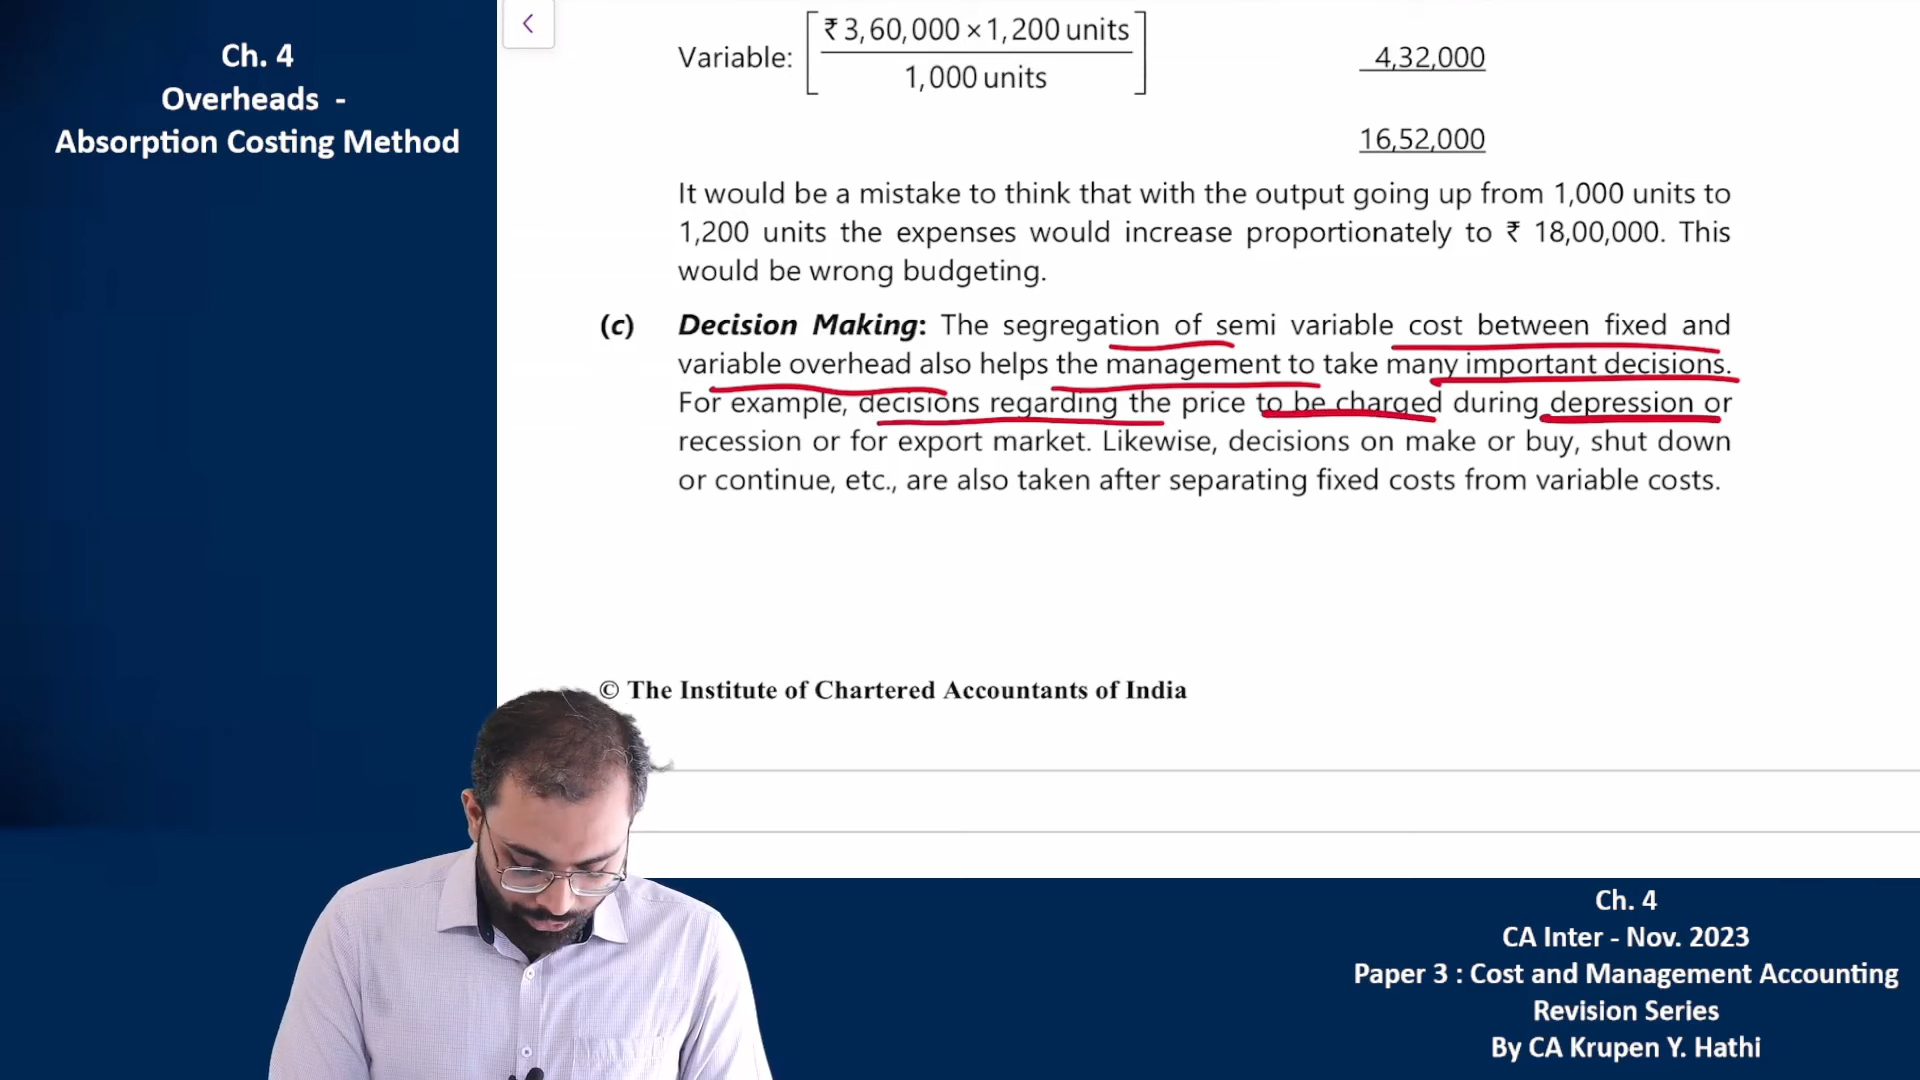 Ch. 4
Overheads -
Absorption Costing Method
Variable: [₹ 3,60,000 × 1,200 units / 1,000 units] 4,32,000
16,52,000
It would be a mistake to think that with the output going up from 1,000 units to
1,200 units the expenses would increase proportionately to ₹ 18,00,000. This
would be wrong budgeting.
(c) Decision Making: The segregation of semi variable cost between fixed and
variable overhead also helps the management to take many important decisions.
For example, decisions regarding the price to be charged during depression or
recession or for export market. Likewise, decisions on make or buy, shut down
or continue, etc., are also taken after separating fixed costs from variable costs.
© The Institute of Chartered Accountants of India
Ch. 4
CA Inter - Nov. 2023
Paper 3 : Cost and Management Accounting
Revision Series
By CA Krupen Y. Hathi